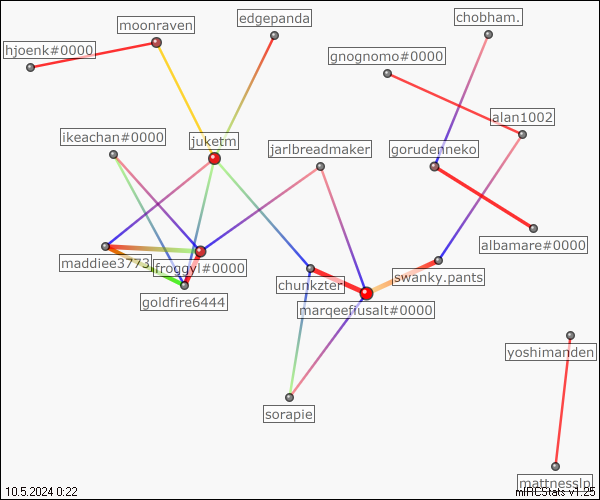 edgepanda
chobham.
moonraven
hjoenk#0000
gnognomo#0000
alan1002
ikeachan#0000
juketm
jarlbreadmaker
gorudenneko
albamare#0000
maddiee3773
froggyl#0000
swanky.pants
chunkzter
goldfire6444
marqeefiusalt#0000
yoshimanden
sorapie
mattnesslp
10.5.2024 0:22
mIRCStats v1.25